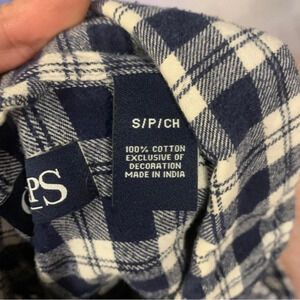 S/P/CH
100% COTTON
EXCLUSIVE OF
DECORATION
MADE IN INDIA
PS